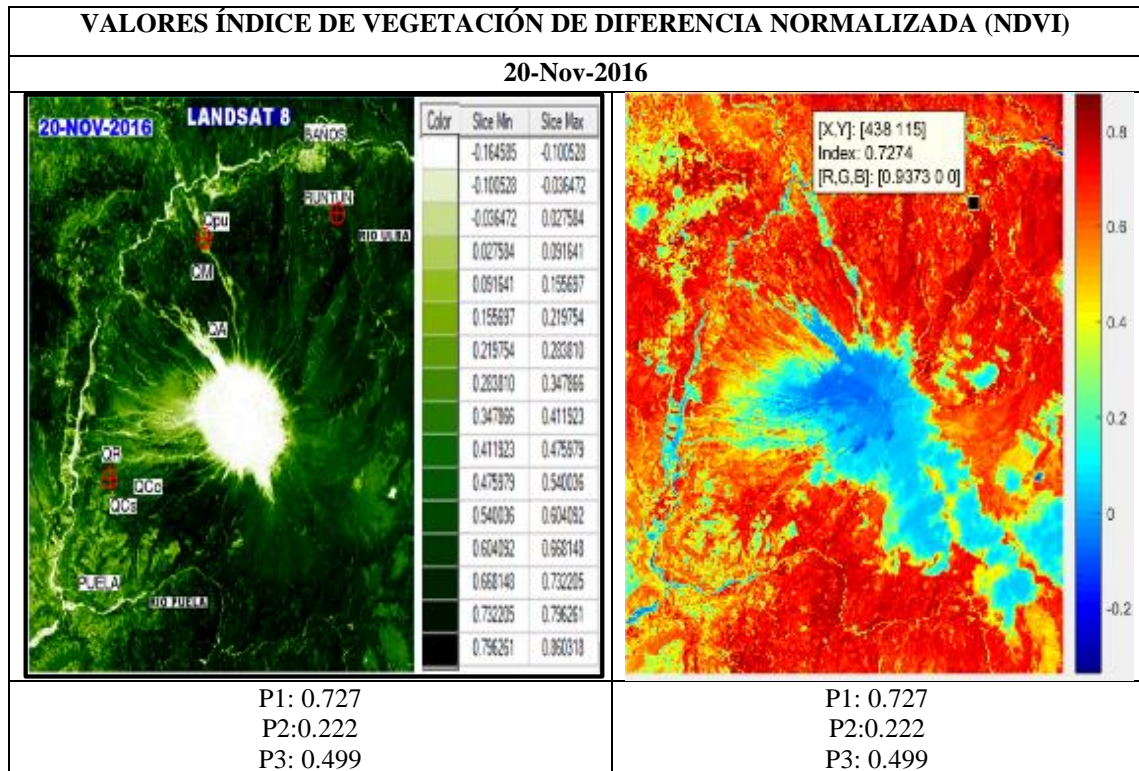 VALORES ÍNDICE DE VEGETACIÓN DE DIFERENCIA NORMALIZADA (NDVI)
20-Nov-2016
20-NOV-2016
LANDSAT 8
BAÑOS
RUNTUN
Qpu
RIO ULBA
CM
QA
QR
QCo
QCs
PUELA
RIO PUELA
Color Slice Min Slice Max
-0.164585 -0.100528
-0.100528 -0.036472
-0.036472 0.027584
0.027584 0.091641
0.091641 0.155697
0.155697 0.219754
0.219754 0.283810
0.283810 0.347866
0.347866 0.411923
0.411923 0.475979
0.475979 0.540036
0.540036 0.604092
0.604092 0.668148
0.668148 0.732205
0.732205 0.796261
0.796261 0.860318
[X,Y]: [438 115]
Index: 0.7274
[R,G,B]: [0.9373 0 0]
0.8
0.6
0.4
0.2
0
-0.2
P1: 0.727
P2:0.222
P3: 0.499
P1: 0.727
P2:0.222
P3: 0.499